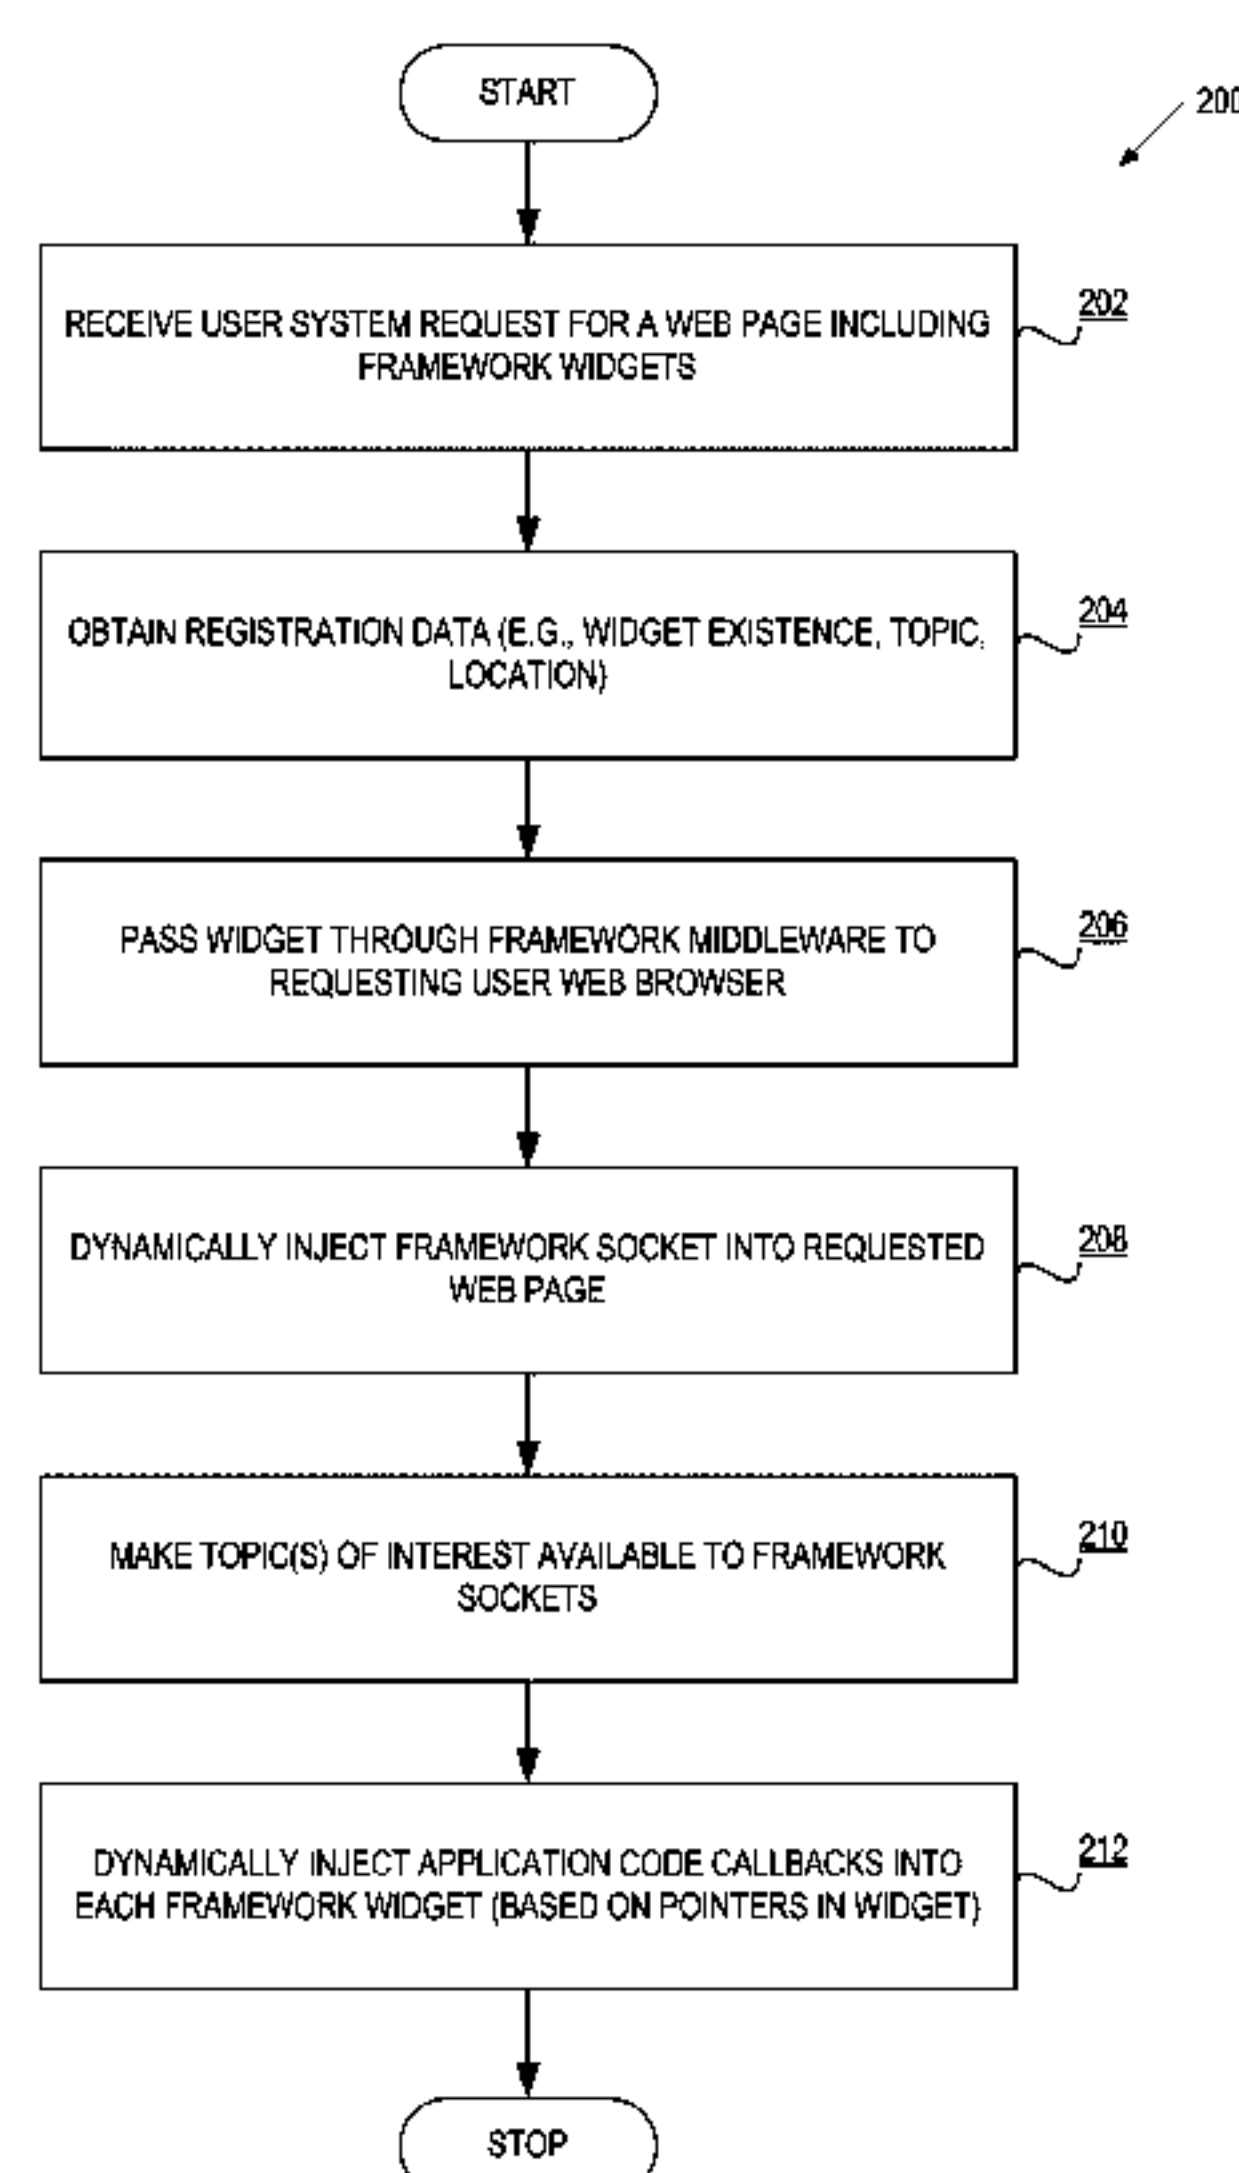 START
200
RECEIVE USER SYSTEM REQUEST FOR A WEB PAGE INCLUDING
FRAMEWORK WIDGETS
202
OBTAIN REGISTRATION DATA (E.G., WIDGET EXISTENCE, TOPIC,
LOCATION)
204
PASS WIDGET THROUGH FRAMEWORK MIDDLEWARE TO
REQUESTING USER WEB BROWSER
206
DYNAMICALLY INJECT FRAMEWORK SOCKET INTO REQUESTED
WEB PAGE
208
MAKE TOPIC(S) OF INTEREST AVAILABLE TO FRAMEWORK
SOCKETS
210
DYNAMICALLY INJECT APPLICATION CODE CALLBACKS INTO
EACH FRAMEWORK WIDGET (BASED ON POINTERS IN WIDGET)
212
STOP